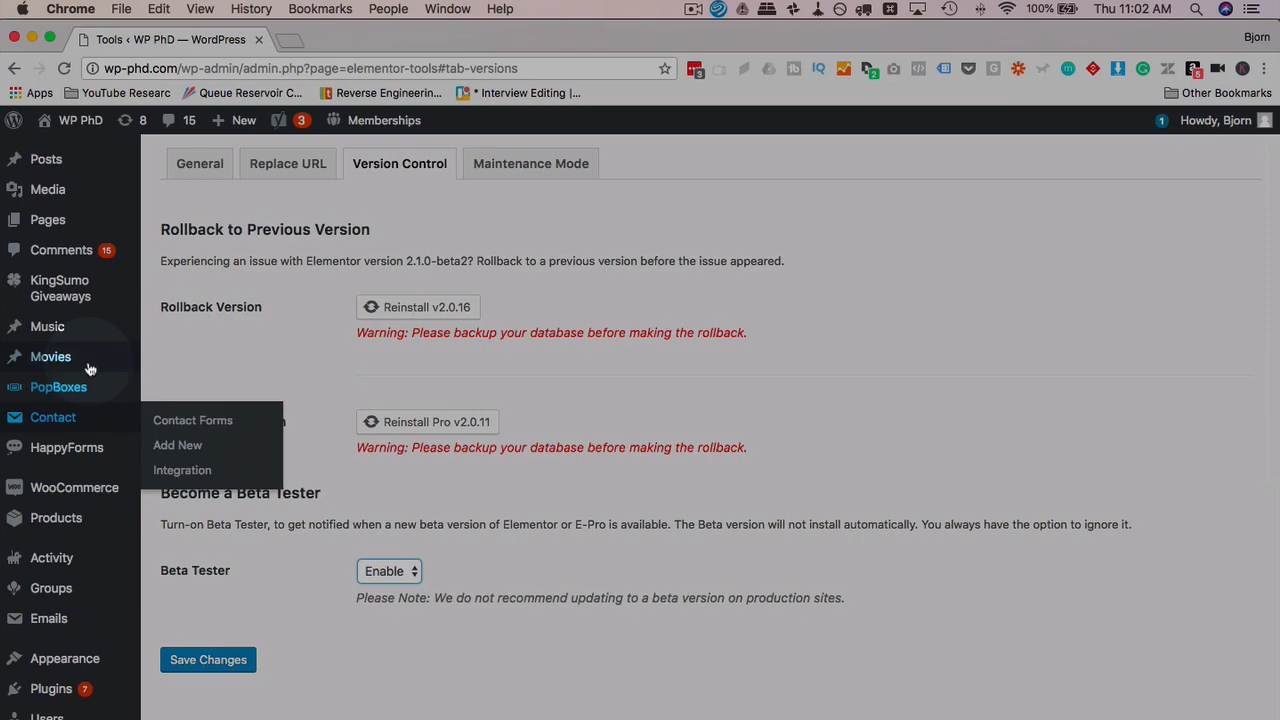 Chrome File Edit View History Bookmarks People Window Help 100% Thu 11:02 AM
Tools ‹ WP PhD — WordPress Bjorn
wp-phd.com/wp-admin/admin.php?page=elementor-tools#tab-versions
Apps YouTube Researc Queue Reservoir C... Reverse Engineerin... * Interview Editing |... Other Bookmarks
WP PhD 8 15 + New 3 Memberships 1 Howdy, Bjorn
Posts
Media
Pages
Comments 15
KingSumo
Giveaways
Music
Movies
PopBoxes
Contact
HappyForms
WooCommerce
Products
Activity
Groups
Emails
Appearance
Plugins 7
Users
Contact Forms
Add New
Integration
General Replace URL Version Control Maintenance Mode
Rollback to Previous Version
Experiencing an issue with Elementor version 2.1.0-beta2? Rollback to a previous version before the issue appeared.
Rollback Version Reinstall v2.0.16
Warning: Please backup your database before making the rollback.
Reinstall Pro v2.0.11
Warning: Please backup your database before making the rollback.
Become a Beta Tester
Turn-on Beta Tester, to get notified when a new beta version of Elementor or E-Pro is available. The Beta version will not install automatically. You always have the option to ignore it.
Beta Tester Enable
Please Note: We do not recommend updating to a beta version on production sites.
Save Changes